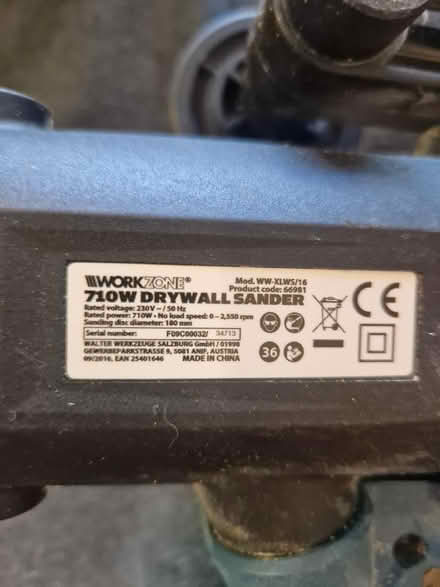 WORKZONE®
Mod. WW-XLWS/16
Product code: 66981
710W DRYWALL SANDER
Rated voltage: 230 V~ / 50 Hz
Rated power: 710W • No load speed: 0 – 2,550 rpm
Sanding disc diameter: 180 mm
Serial number: F09C00032/ 34713
WALTER WERKZEUGE SALZBURG GmbH / 01998
GEWERBEPARKSTRASSE 9, 5081 ANIF, AUSTRIA
09/2016, EAN 25401646 MADE IN CHINA
36
CE